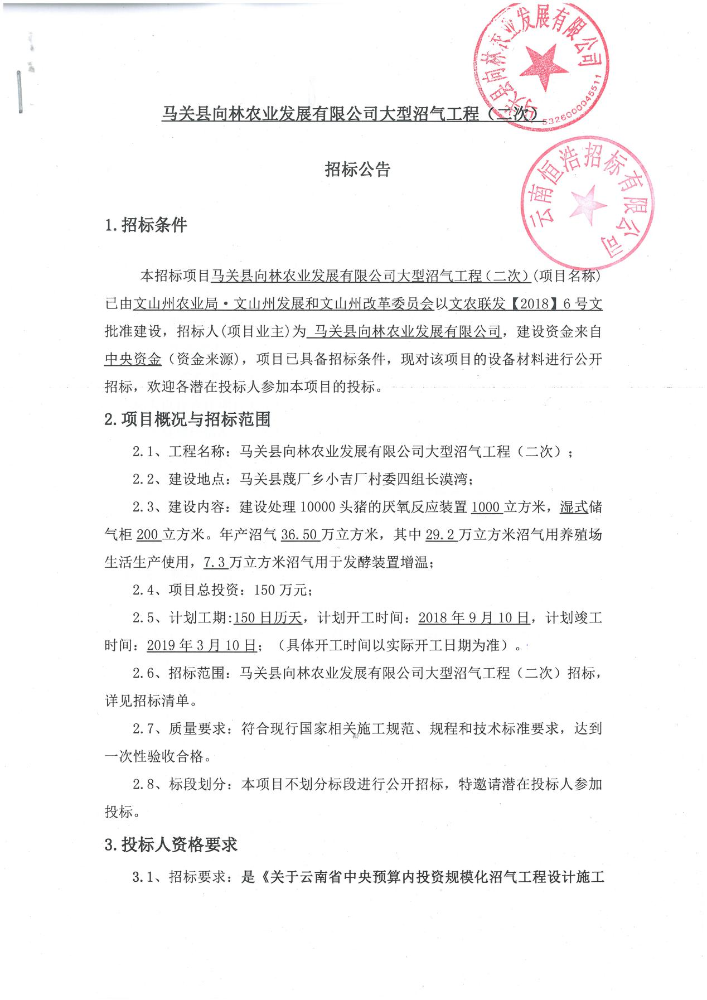 马关县向林农业发展有限公司
5326000045511
马关县向林农业发展有限公司大型沼气工程（二次）
云南恒浩招标有限公司
招标公告
1.招标条件
本招标项目马关县向林农业发展有限公司大型沼气工程（二次）(项目名称)
已由文山州农业局·文山州发展和文山州改革委员会以文农联发【2018】6号文
批准建设，招标人(项目业主)为 马关县向林农业发展有限公司，建设资金来自
中央资金（资金来源)，项目已具备招标条件，现对该项目的设备材料进行公开
招标，欢迎各潜在投标人参加本项目的投标。
2.项目概况与招标范围
2.1、工程名称：马关县向林农业发展有限公司大型沼气工程（二次）；
2.2、建设地点：马关县蔑厂乡小吉厂村委四组长漠湾；
2.3、建设内容：建设处理10000头猪的厌氧反应装置1000立方米，湿式储
气柜200立方米。年产沼气36.50万立方米，其中29.2万立方米沼气用养殖场
生活生产使用，7.3万立方米沼气用于发酵装置增温；
2.4、项目总投资：150万元；
2.5、计划工期:150日历天，计划开工时间：2018年9月10日，计划竣工
时间：2019年3月10日；（具体开工时间以实际开工日期为准）。
2.6、招标范围：马关县向林农业发展有限公司大型沼气工程（二次）招标，
详见招标清单。
2.7、质量要求：符合现行国家相关施工规范、规程和技术标准要求，达到
一次性验收合格。
2.8、标段划分：本项目不划分标段进行公开招标，特邀请潜在投标人参加
投标。
3.投标人资格要求
3.1、招标要求：是《关于云南省中央预算内投资规模化沼气工程设计施工